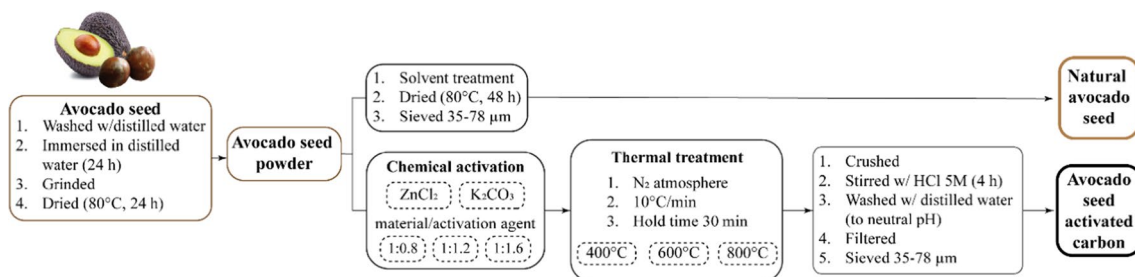 Avocado seed
1. Washed w/distilled water
2. Immersed in distilled
water (24 h)
3. Grinded
4. Dried (80°C, 24 h)
Avocado seed
powder
1. Solvent treatment
2. Dried (80°C, 48 h)
3. Sieved 35-78 µm
Natural
avocado
seed
Chemical activation
ZnCl₂ K₂CO₃
material/activation agent
1:0.8 1:1.2 1:1.6
Thermal treatment
1. N₂ atmosphere
2. 10°C/min
3. Hold time 30 min
400°C 600°C 800°C
1. Crushed
2. Stirred w/ HCl 5M (4 h)
3. Washed w/ distilled water
(to neutral pH)
4. Filtered
5. Sieved 35-78 µm
Avocado
seed
activated
carbon